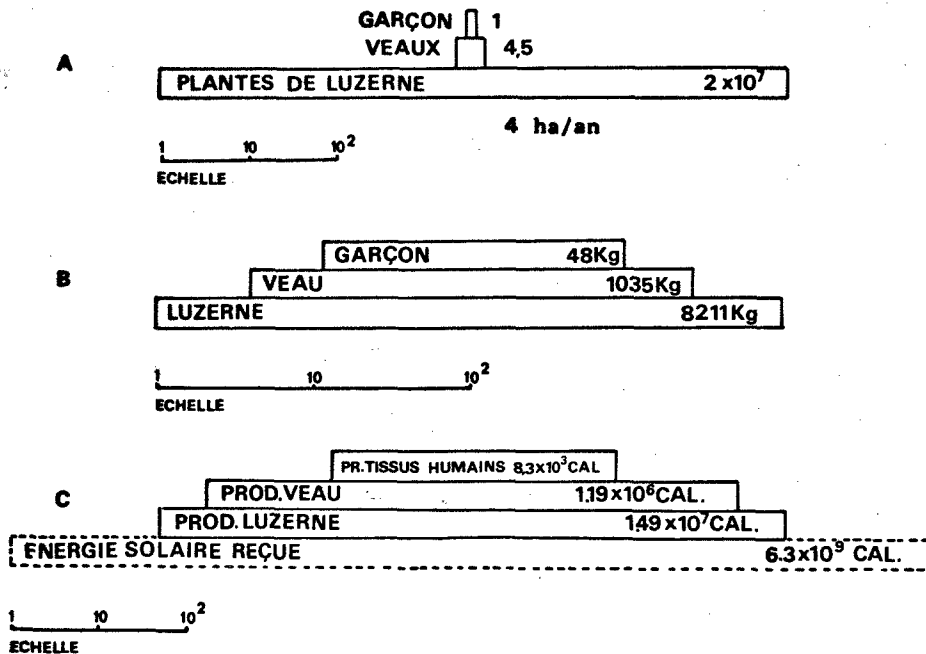 GARÇON 1
VEAUX 4,5
A
PLANTES DE LUZERNE 2 x10⁷
4 ha/an
1 10 10²
ECHELLE
GARÇON 48Kg
B
VEAU 1035Kg
LUZERNE 8211Kg
1 10 10²
ECHELLE
PR.TISSUS HUMAINS 8,3x10³CAL
C
PROD.VEAU 1.19x10⁶CAL.
PROD.LUZERNE 1,49x10⁷CAL.
ENERGIE SOLAIRE REÇUE 6.3x10⁹ CAL.
1 10 10²
ECHELLE